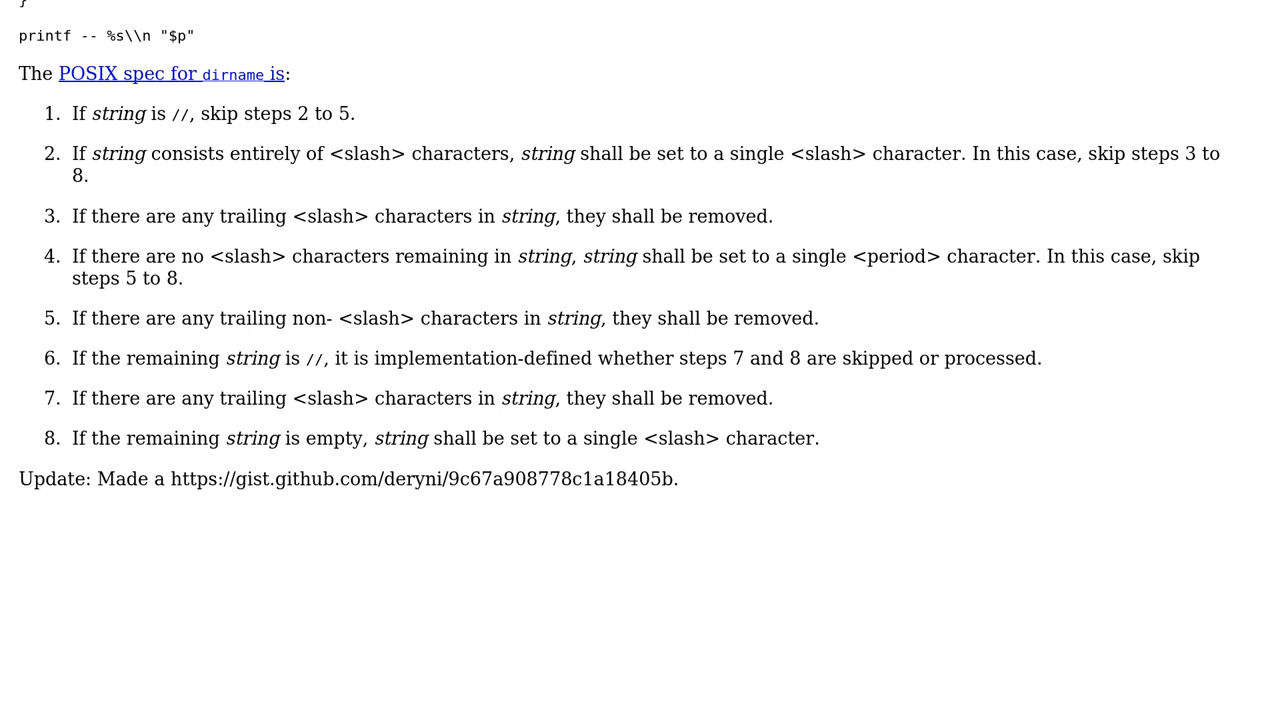 }
printf -- %s\\n "$p"
The POSIX spec for dirname is:
1. If string is //, skip steps 2 to 5.
2. If string consists entirely of <slash> characters, string shall be set to a single <slash> character. In this case, skip steps 3 to
8.
3. If there are any trailing <slash> characters in string, they shall be removed.
4. If there are no <slash> characters remaining in string, string shall be set to a single <period> character. In this case, skip
steps 5 to 8.
5. If there are any trailing non- <slash> characters in string, they shall be removed.
6. If the remaining string is //, it is implementation-defined whether steps 7 and 8 are skipped or processed.
7. If there are any trailing <slash> characters in string, they shall be removed.
8. If the remaining string is empty, string shall be set to a single <slash> character.
Update: Made a https://gist.github.com/deryni/9c67a908778c1a18405b.